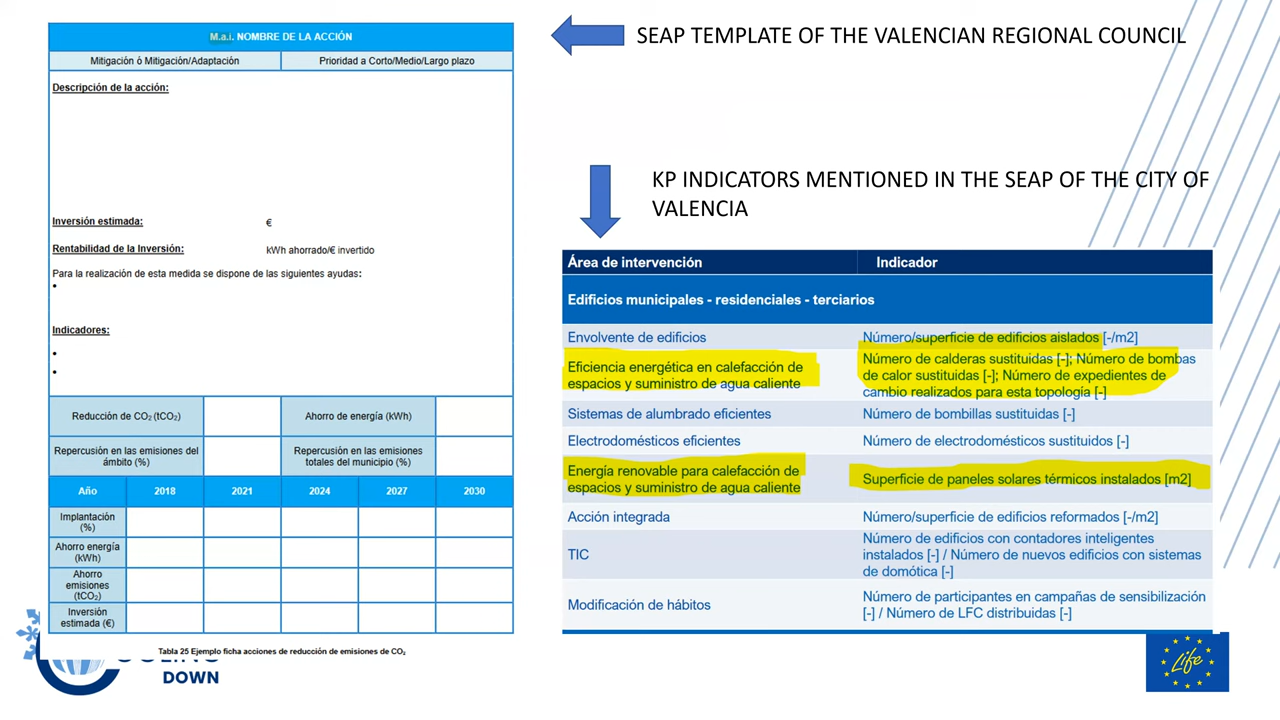 M.a.i. NOMBRE DE LA ACCIÓN
Mitigación ó Mitigación/Adaptación
Prioridad a Corto/Medio/Largo plazo
Descripción de la acción:
Inversión estimada: €
Rentabilidad de la Inversión: kWh ahorrado/€ invertido
Para la realización de esta medida se dispone de las siguientes ayudas:
•
Indicadores:
•
•
Reducción de CO₂ (tCO₂)
Ahorro de energía (kWh)
Repercusión en las emisiones del
ámbito (%)
Repercusión en las emisiones
totales del municipio (%)
Año 2018 2021 2024 2027 2030
Implantación
(%)
Ahorro energía
(kWh)
Ahorro
emisiones
(tCO₂)
Inversión
estimada (€)
Tabla 25 Ejemplo ficha acciones de reducción de emisiones de CO₂
DOWN
SEAP TEMPLATE OF THE VALENCIAN REGIONAL COUNCIL
KP INDICATORS MENTIONED IN THE SEAP OF THE CITY OF
VALENCIA
Área de intervención Indicador
Edificios municipales - residenciales - terciarios
Envolvente de edificios
Número/superficie de edificios aislados [-/m2]
Eficiencia energética en calefacción de
espacios y suministro de agua caliente
Número de calderas sustituidas [-]; Número de bombas
de calor sustituidas [-]; Número de expedientes de
cambio realizados para esta topología [-]
Sistemas de alumbrado eficientes
Número de bombillas sustituidas [-]
Electrodomésticos eficientes
Número de electrodomésticos sustituidos [-]
Energía renovable para calefacción de
espacios y suministro de agua caliente
Superficie de paneles solares térmicos instalados [m2]
Acción integrada
Número/superficie de edificios reformados [-/m2]
TIC
Número de edificios con contadores inteligentes
instalados [-] / Número de nuevos edificios con sistemas
de domótica [-]
Modificación de hábitos
Número de participantes en campañas de sensibilización
[-] / Número de LFC distribuidas [-]
Life